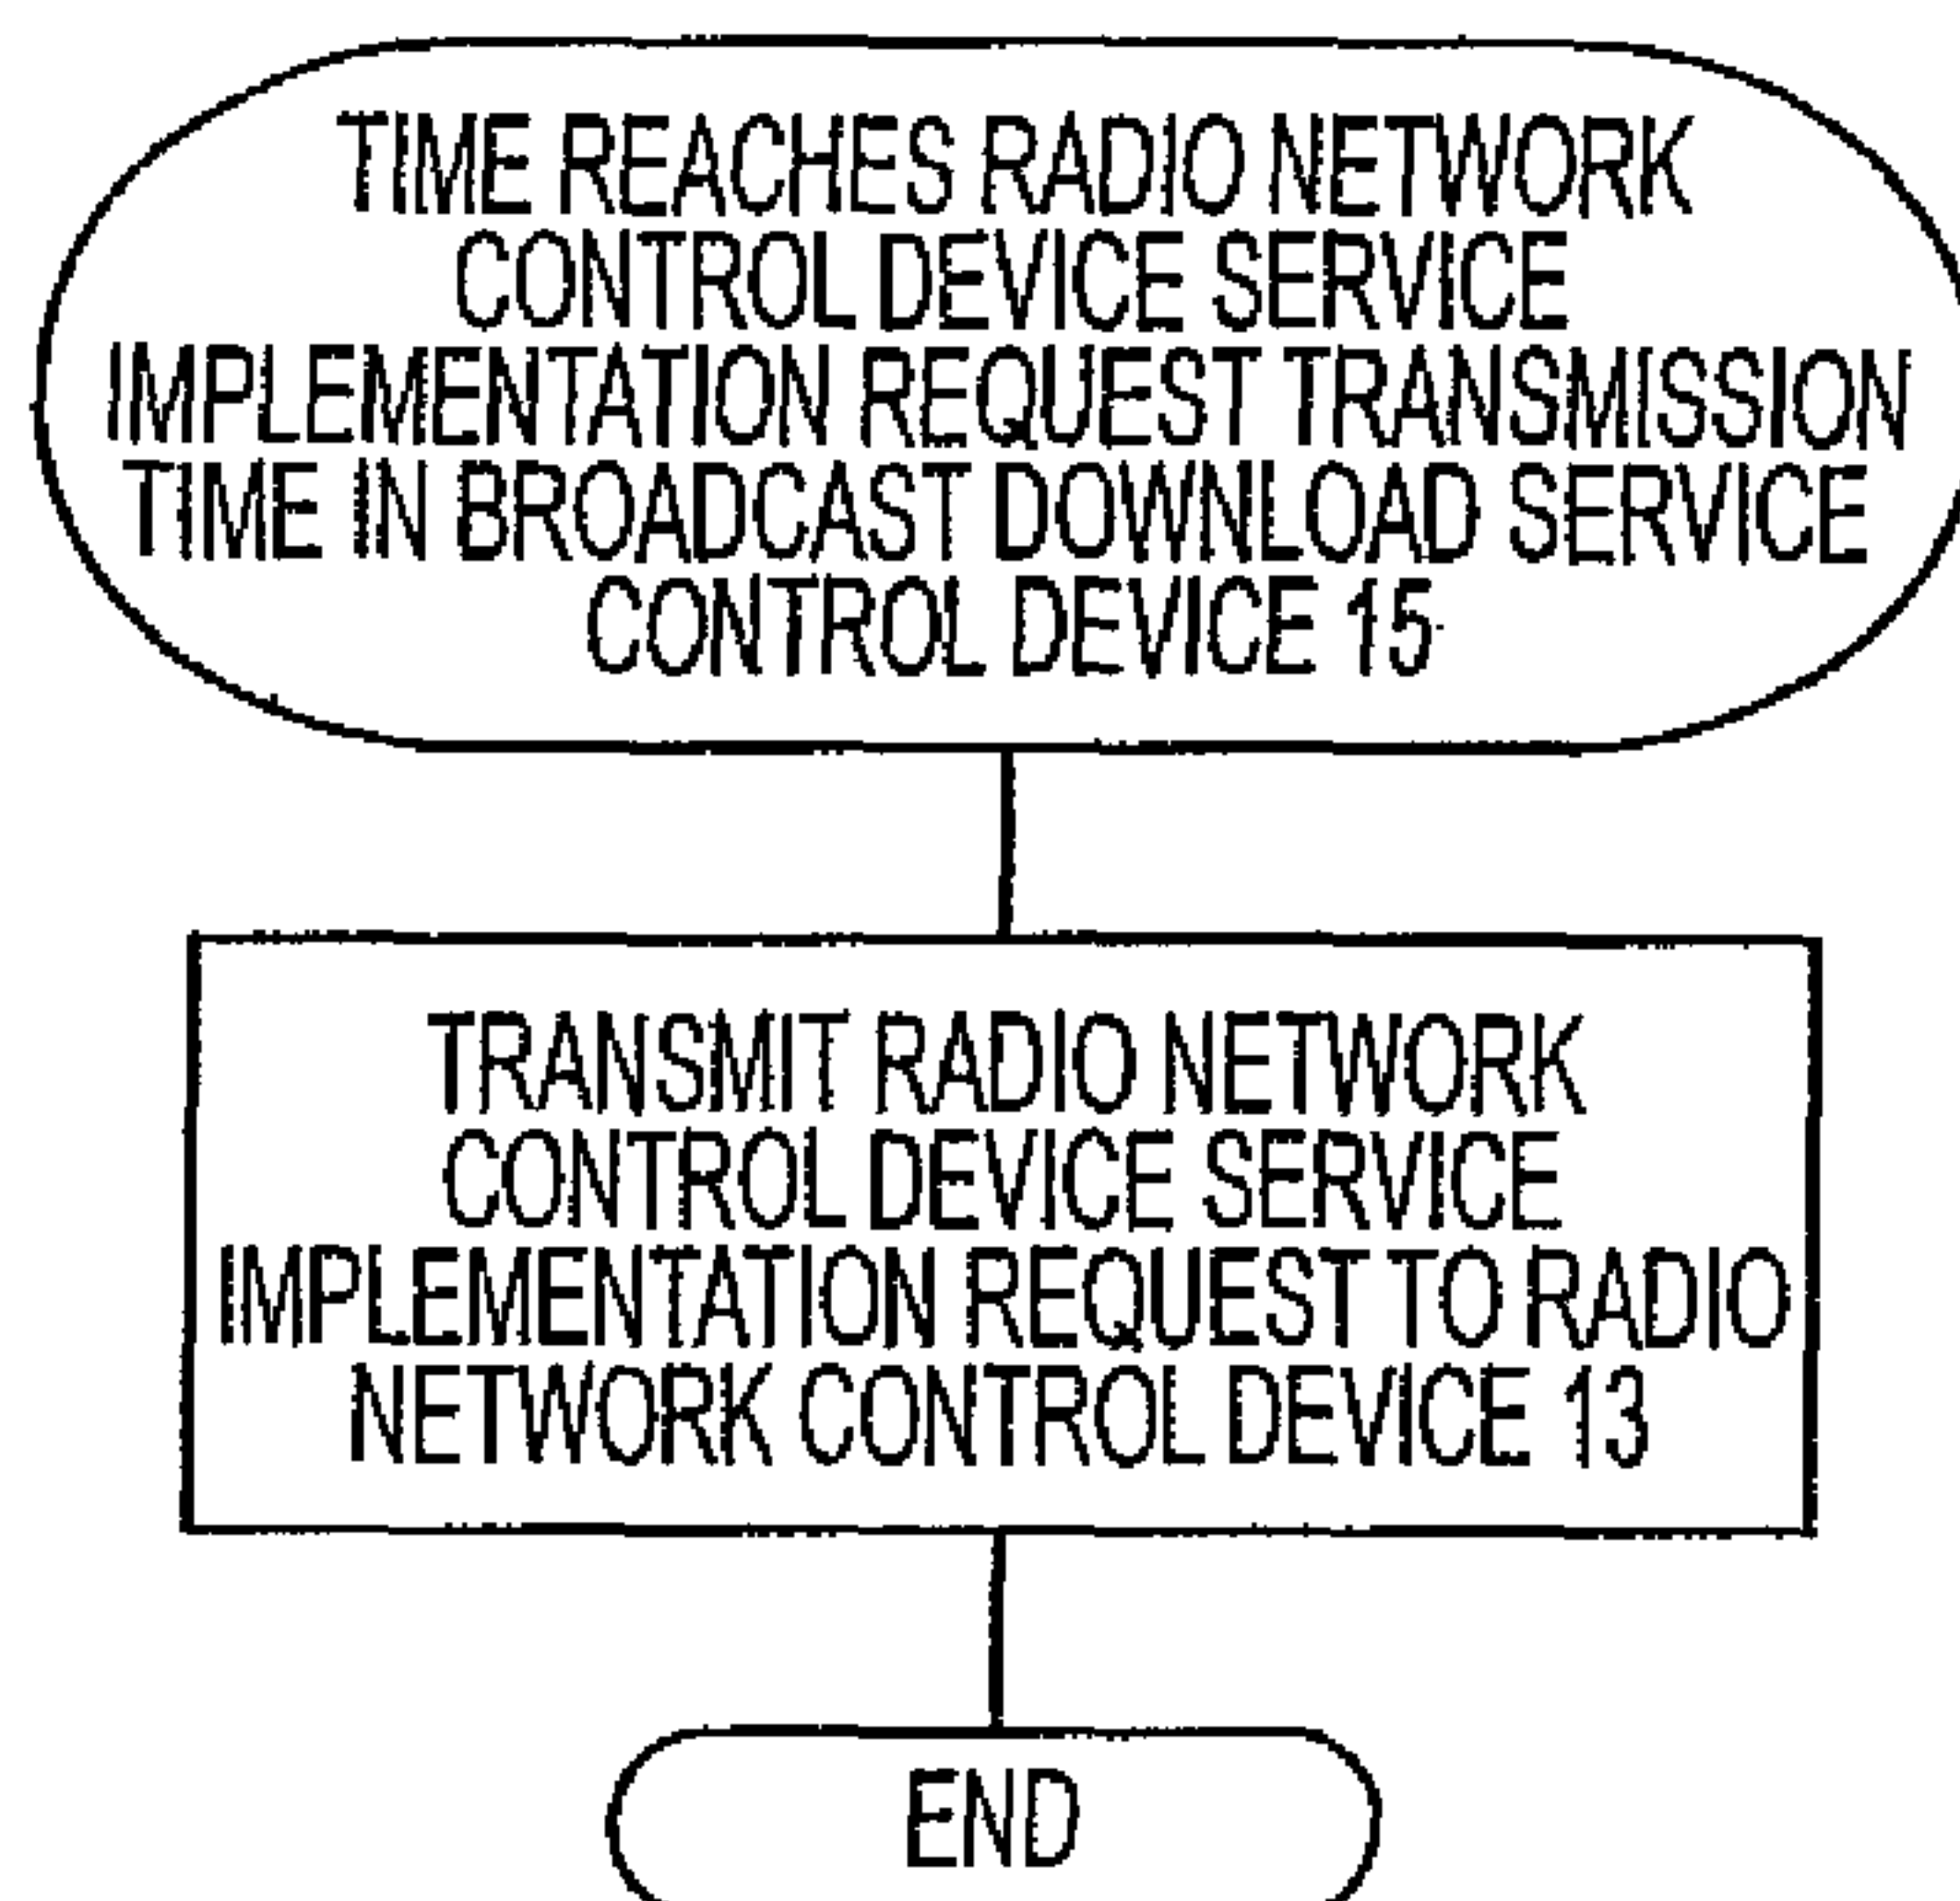 TIME REACHES RADIO NETWORK
CONTROL DEVICE SERVICE
IMPLEMENTATION REQUEST TRANSMISSION
TIME IN BROADCAST DOWNLOAD SERVICE
CONTROL DEVICE 15
TRANSMIT RADIO NETWORK
CONTROL DEVICE SERVICE
IMPLEMENTATION REQUEST TO RADIO
NETWORK CONTROL DEVICE 13
END